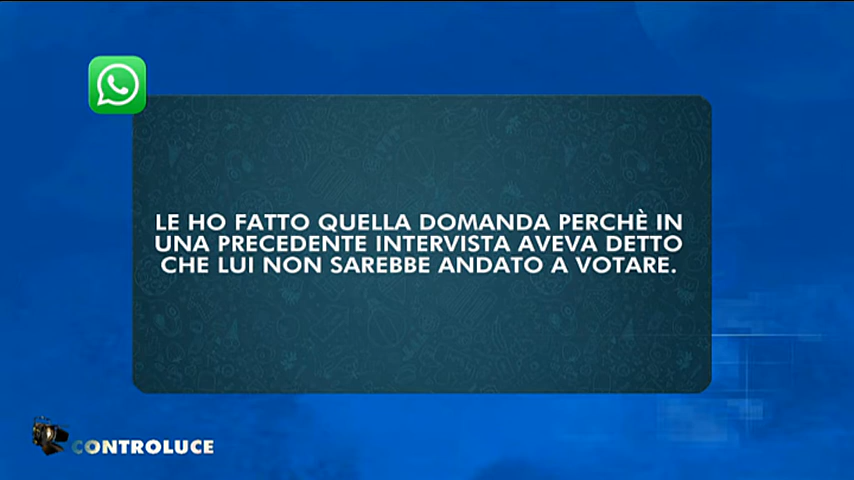 LE HO FATTO QUELLA DOMANDA PERCHÈ IN
UNA PRECEDENTE INTERVISTA AVEVA DETTO
CHE LUI NON SAREBBE ANDATO A VOTARE.
CONTROLUCE